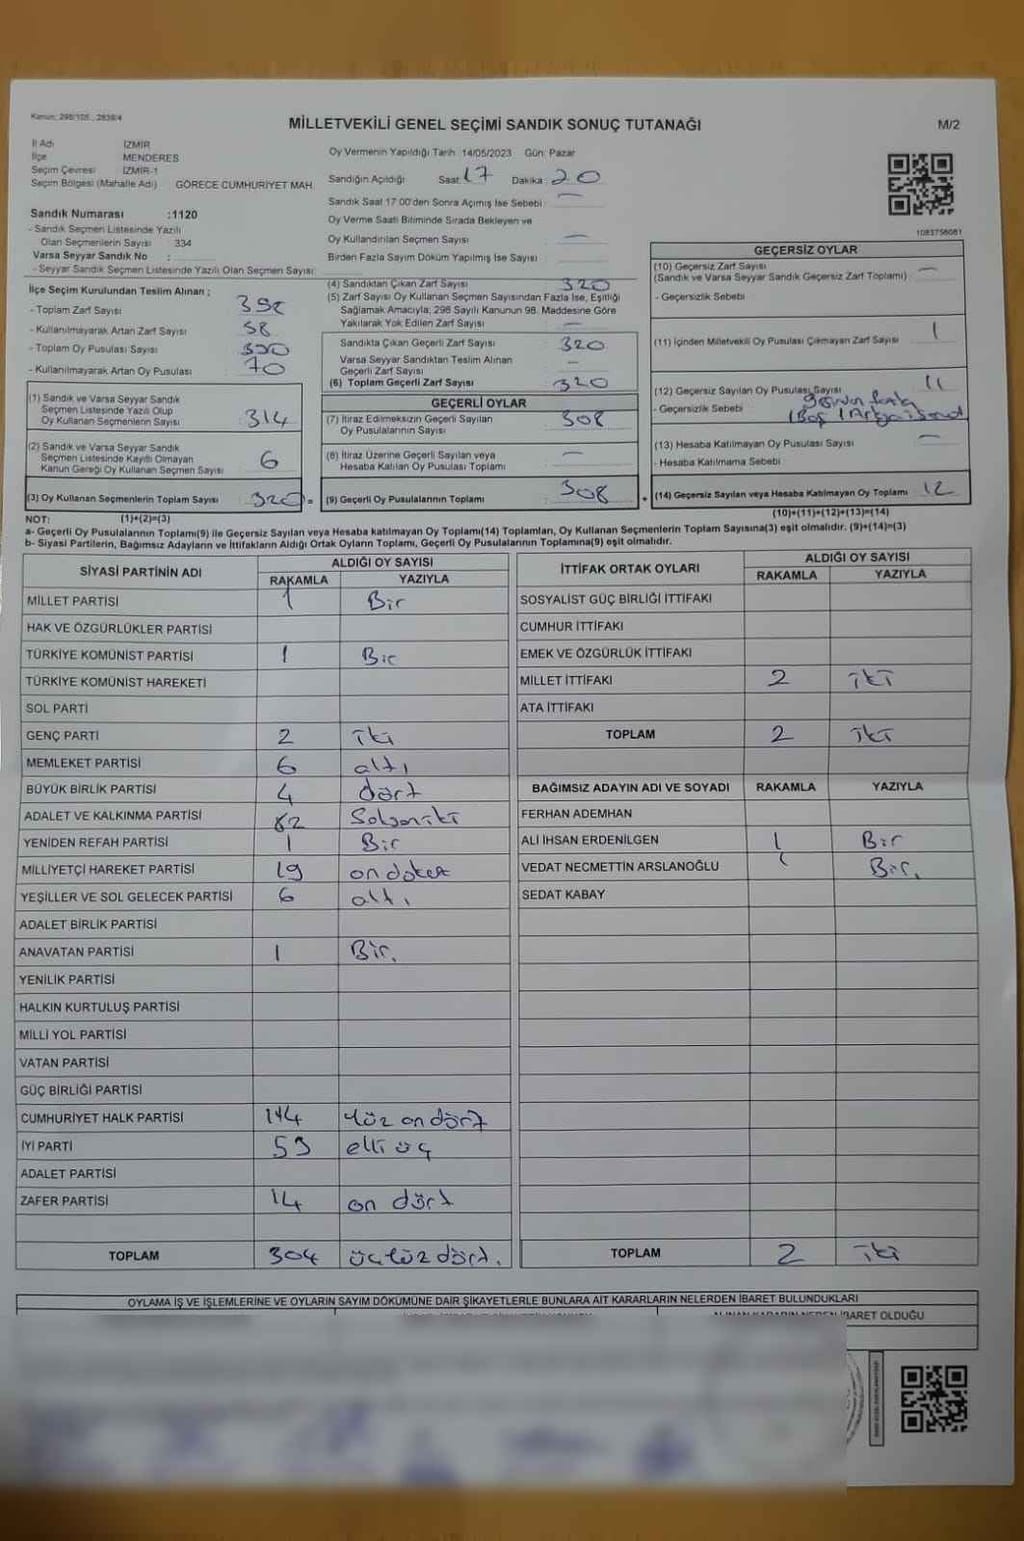 Kanun: 298/105., 2839/4
MİLLETVEKİLİ GENEL SEÇİMİ SANDIK SONUÇ TUTANAĞI
M/2
İl Adı İZMİR
İlçe MENDERES
Seçim Çevresi İZMİR-1
Seçim Bölgesi (Mahalle Adı) GÖRECE CUMHURİYET MAH.
Sandık Numarası :1120
- Sandık Seçmen Listesinde Yazılı
Olan Seçmenlerin Sayısı 334
Varsa Seyyar Sandık No :
- Seyyar Sandık Seçmen Listesinde Yazılı Olan Seçmen Sayısı:
Oy Vermenin Yapıldığı Tarih :14/05/2023 Gün: Pazar
Sandığın Açıldığı Saat: 17 Dakika: 20
Sandık Saat 17.00'den Sonra Açılmış İse Sebebi: —
Oy Verme Saati Bitiminde Sırada Bekleyen ve
Oy Kullandırılan Seçmen Sayısı : —
Birden Fazla Sayım Döküm Yapılmış İse Sayısı : —
1083758081
İlçe Seçim Kurulundan Teslim Alınan ;
- Toplam Zarf Sayısı
- Kullanılmayarak Artan Zarf Sayısı : 58
- Toplam Oy Pusulası Sayısı
- Kullanılmayarak Artan Oy Pusulası : 70
(1) Sandık ve Varsa Seyyar Sandık
Seçmen Listesinde Yazılı Olup
Oy Kullanan Seçmenlerin Sayısı : 314
(2) Sandık ve Varsa Seyyar Sandık
Seçmen Listesinde Kayıtlı Olmayan
Kanun Gereği Oy Kullanan Seçmen Sayısı : 6
(3) Oy Kullanan Seçmenlerin Toplam Sayısı : 320 =
(4) Sandıktan Çıkan Zarf Sayısı : 320
(5) Zarf Sayısı Oy Kullanan Seçmen Sayısından Fazla İse, Eşitliği
Sağlamak Amacıyla; 298 Sayılı Kanunun 98. Maddesine Göre
Yakılarak Yok Edilen Zarf Sayısı : —
Sandıkta Çıkan Geçerli Zarf Sayısı : 320
Varsa Seyyar Sandıktan Teslim Alınan
Geçerli Zarf Sayısı : —
(6) Toplam Geçerli Zarf Sayısı : 320
GEÇERLİ OYLAR
(7) İtiraz Edilmeksizin Geçerli Sayılan
Oy Pusulalarının Sayısı : 308
(8) İtiraz Üzerine Geçerli Sayılan veya
Hesaba Katılan Oy Pusulası Toplamı : —
(9) Geçerli Oy Pusulalarının Toplamı : 308 +
GEÇERSİZ OYLAR
(10) Geçersiz Zarf Sayısı
(Sandık ve Varsa Seyyar Sandık Geçersiz Zarf Toplamı) : —
- Geçersizlik Sebebi
(11) İçinden Milletvekili Oy Pusulası Çıkmayan Zarf Sayısı : 1
(12) Geçersiz Sayılan Oy Pusulası Sayısı : 11
- Geçersizlik Sebebi fazla
1 Boş
(13) Hesaba Katılmayan Oy Pusulası Sayısı : —
- Hesaba Katılmama Sebebi :
(14) Geçersiz Sayılan veya Hesaba Katılmayan Oy Toplamı : 12
(10)+(11)+(12)+(13)=(14)
NOT: (1)+(2)=(3)
a- Geçerli Oy Pusulalarının Toplamı(9) ile Geçersiz Sayılan veya Hesaba katılmayan Oy Toplamı(14) Toplamları, Oy Kullanan Seçmenlerin Toplam Sayısına(3) eşit olmalıdır. (9)+(14)=(3)
b- Siyasi Partilerin, Bağımsız Adayların ve İttifakların Aldığı Ortak Oyların Toplamı, Geçerli Oy Pusulalarının Toplamına(9) eşit olmalıdır.
SİYASİ PARTİNİN ADI ALDIĞI OY SAYISI
RAKAMLA YAZIYLA
MİLLET PARTİSİ 1 Bir
HAK VE ÖZGÜRLÜKLER PARTİSİ
TÜRKİYE KOMÜNİST PARTİSİ 1 Bir
TÜRKİYE KOMÜNİST HAREKETİ
SOL PARTİ
GENÇ PARTİ 2 iki
MEMLEKET PARTİSİ 6 altı
BÜYÜK BİRLİK PARTİSİ 4 dört
ADALET VE KALKINMA PARTİSİ 82 Seksen iki
YENİDEN REFAH PARTİSİ 1 Bir
MİLLİYETÇİ HAREKET PARTİSİ 19 on dokuz
YEŞİLLER VE SOL GELECEK PARTİSİ 6 altı
ADALET BİRLİK PARTİSİ
ANAVATAN PARTİSİ 1 Bir.
YENİLİK PARTİSİ
HALKIN KURTULUŞ PARTİSİ
MİLLİ YOL PARTİSİ
VATAN PARTİSİ
GÜÇ BİRLİĞİ PARTİSİ
CUMHURİYET HALK PARTİSİ 114 Yüz on dört
İYİ PARTİ 53 elli üç
ADALET PARTİSİ
ZAFER PARTİSİ 14 on dört
TOPLAM 304 üç yüz dört.
İTTİFAK ORTAK OYLARI ALDIĞI OY SAYISI
RAKAMLA YAZIYLA
SOSYALİST GÜÇ BİRLİĞİ İTTİFAKI
CUMHUR İTTİFAKI
EMEK VE ÖZGÜRLÜK İTTİFAKI
MİLLET İTTİFAKI 2 iki
ATA İTTİFAKI
TOPLAM 2 iki
BAĞIMSIZ ADAYIN ADI VE SOYADI RAKAMLA YAZIYLA
FERHAN ADEMHAN
ALİ İHSAN ERDENİLGEN 1 Bir
VEDAT NECMETTİN ARSLANOĞLU 1 Bir.
SEDAT KABAY
TOPLAM 2 iki
OYLAMA İŞ VE İŞLEMLERİNE VE OYLARIN SAYIM DÖKÜMÜNE DAİR ŞİKAYETLERLE BUNLARA AİT KARARLARIN NELERDEN İBARET BULUNDUKLARI
ALINAN KARARIN NEDEN İBARET OLDUĞU